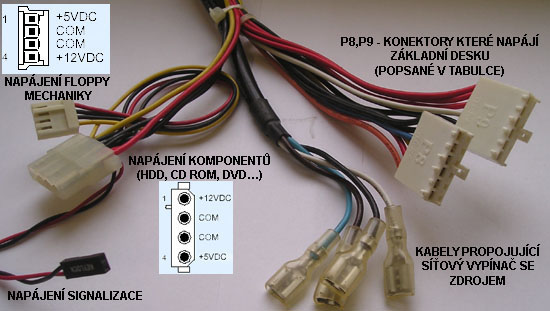 1
+5VDC
COM
COM
4
+12VDC
NAPÁJENÍ FLOPPY
MECHANIKY
P8,P9 - KONEKTORY KTERÉ NAPÁJÍ
ZÁKLADNÍ DESKU
(POPSANÉ V TABULCE)
P9
P8
NAPÁJENÍ KOMPONENTŮ
(HDD, CD ROM, DVD...)
1
+12VDC
COM
COM
4
+5VDC
KABELY PROPOJUJÍCÍ
SÍŤOVÝ VYPÍNAČ SE
ZDROJEM
NAPÁJENÍ SIGNALIZACE